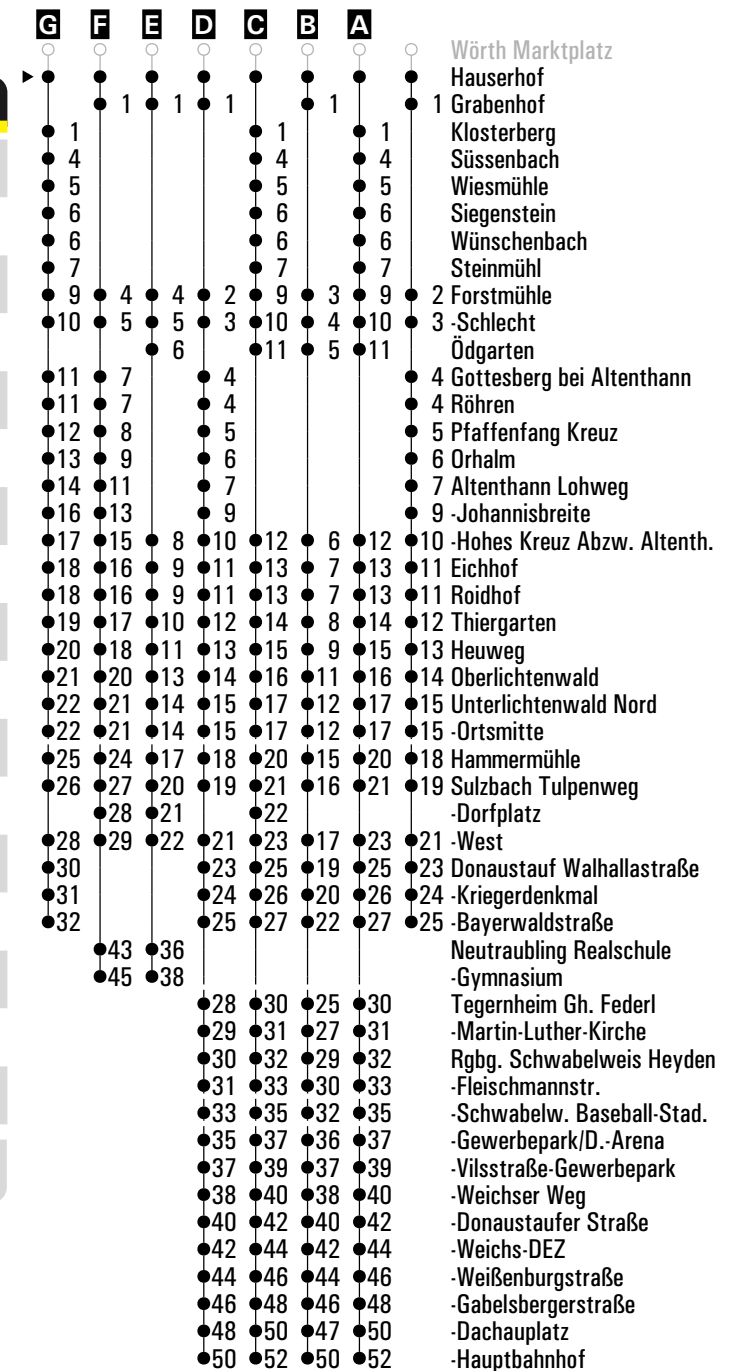 G F E D C B A
Wörth Marktplatz
Hauserhof
1 1 1 1 1 Grabenhof
1 1 1 Klosterberg
4 4 4 Süssenbach
5 5 5 Wiesmühle
6 6 6 Siegenstein
6 6 6 Wünschenbach
7 7 7 Steinmühl
9 4 4 2 9 3 9 2 Forstmühle
10 5 5 3 10 4 10 3 -Schlecht
6 11 5 11 Ödgarten
11 7 4 4 Gottesberg bei Altenthann
11 7 4 4 Röhren
12 8 5 5 Pfaffenfang Kreuz
13 9 6 6 Orhalm
14 11 7 7 Altenthann Lohweg
16 13 9 9 -Johannisbreite
17 15 8 10 12 6 12 10 -Hohes Kreuz Abzw. Altenth.
18 16 9 11 13 7 13 11 Eichhof
18 16 9 11 13 7 13 11 Roidhof
19 17 10 12 14 8 14 12 Thiergarten
20 18 11 13 15 9 15 13 Heuweg
21 20 13 14 16 11 16 14 Oberlichtenwald
22 21 14 15 17 12 17 15 Unterlichtenwald Nord
22 21 14 15 17 12 17 15 -Ortsmitte
25 24 17 18 20 15 20 18 Hammermühle
26 27 20 19 21 16 21 19 Sulzbach Tulpenweg
28 21 22 -Dorfplatz
28 29 22 21 23 17 23 21 -West
30 23 25 19 25 23 Donaustauf Walhallastraße
31 24 26 20 26 24 -Kriegerdenkmal
32 25 27 22 27 25 -Bayerwaldstraße
43 36 Neutraubling Realschule
45 38 -Gymnasium
28 30 25 30 Tegernheim Gh. Federl
29 31 27 31 -Martin-Luther-Kirche
30 32 29 32 Rgbg. Schwabelweis Heyden
31 33 30 33 -Fleischmannstr.
33 35 32 35 -Schwabelw. Baseball-Stad.
35 37 36 37 -Gewerbepark/D.-Arena
37 39 37 39 -Vilsstraße-Gewerbepark
38 40 38 40 -Weichser Weg
40 42 40 42 -Donaustaufer Straße
42 44 42 44 -Weichs-DEZ
44 46 44 46 -Weißenburgstraße
46 48 46 48 -Gabelsbergerstraße
48 50 47 50 -Dachauplatz
50 52 50 52 -Hauptbahnhof